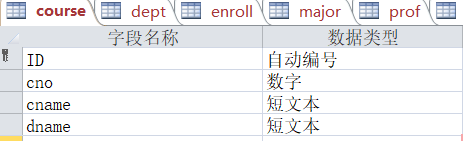 course dept enroll major prof
字段名称 数据类型
ID 自动编号
cno 数字
cname 短文本
dname 短文本